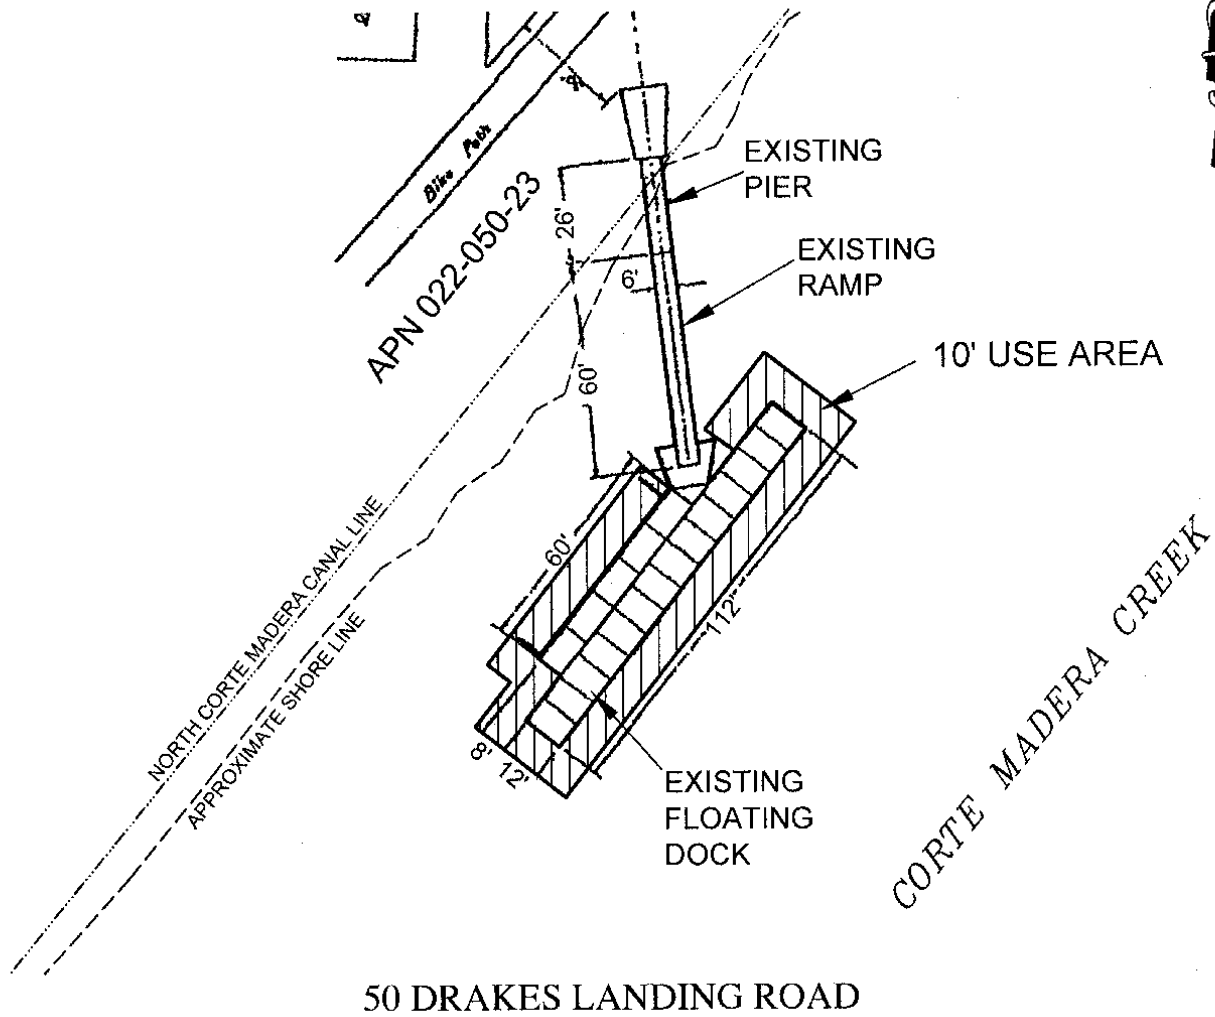 Bike Path
APN 022-050-23
EXISTING
PIER
26'
EXISTING
RAMP
6'
60'
10' USE AREA
60'
112'
NORTH CORTE MADERA CANAL LINE
APPROXIMATE SHORE LINE
8' 12'
EXISTING
FLOATING
DOCK
CORTE MADERA CREEK
50 DRAKES LANDING ROAD